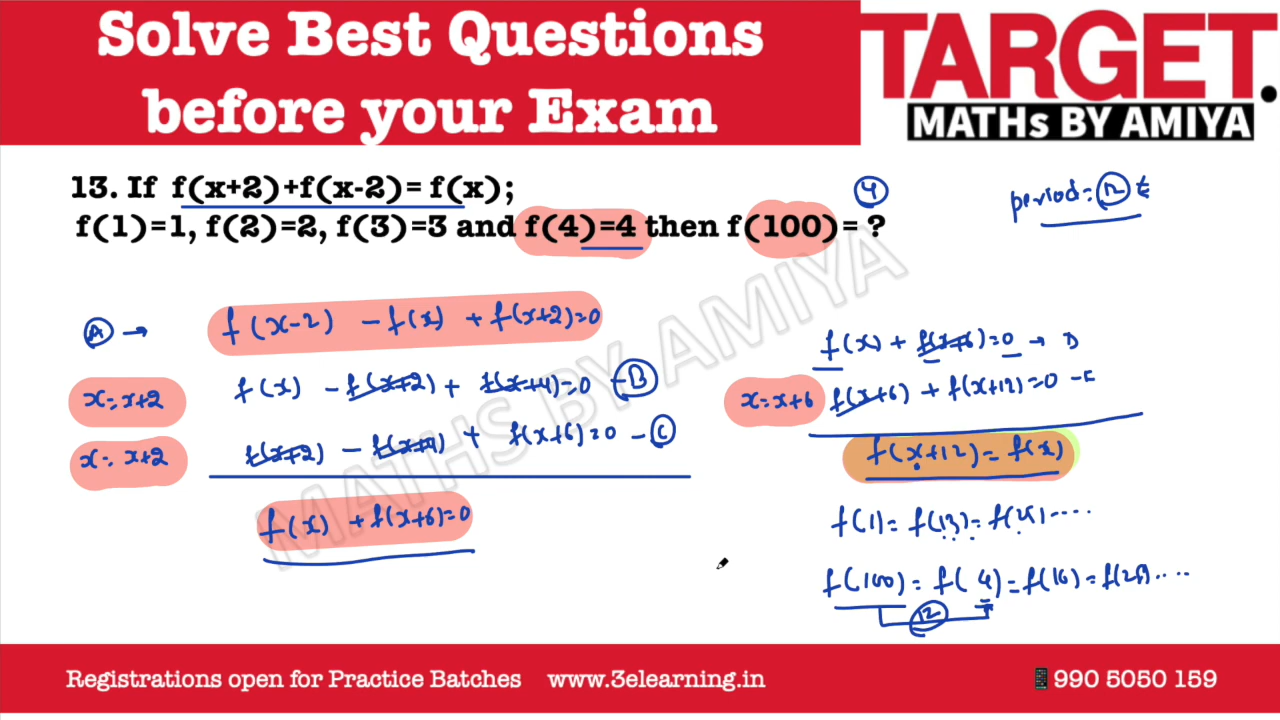 Solve Best Questions
before your Exam
TARGET.
MATHs BY AMIYA
13. If f(x+2)+f(x-2)= f(x);
f(1)=1, f(2)=2, f(3)=3 and f(4)=4 then f(100)= ?
4
period = 12
MATHS BY AMIYA
A → f(x-2) - f(x) + f(x+2)=0
x=x+2 f(x) - f(x+2) + f(x+4)=0 - B
x= x+2 f(x+2) - f(x+4) + f(x+6)=0 - C
f(x) + f(x+6)=0
f(x) + f(x+6)=0 → D
x=x+6 f(x+6) + f(x+12)=0 - E
f(x+12)= f(x)
f(1)= f(13)= f(25)....
f(100)= f(4)=f(16)=f(28)....
12
Registrations open for Practice Batches www.3elearning.in 990 5050 159